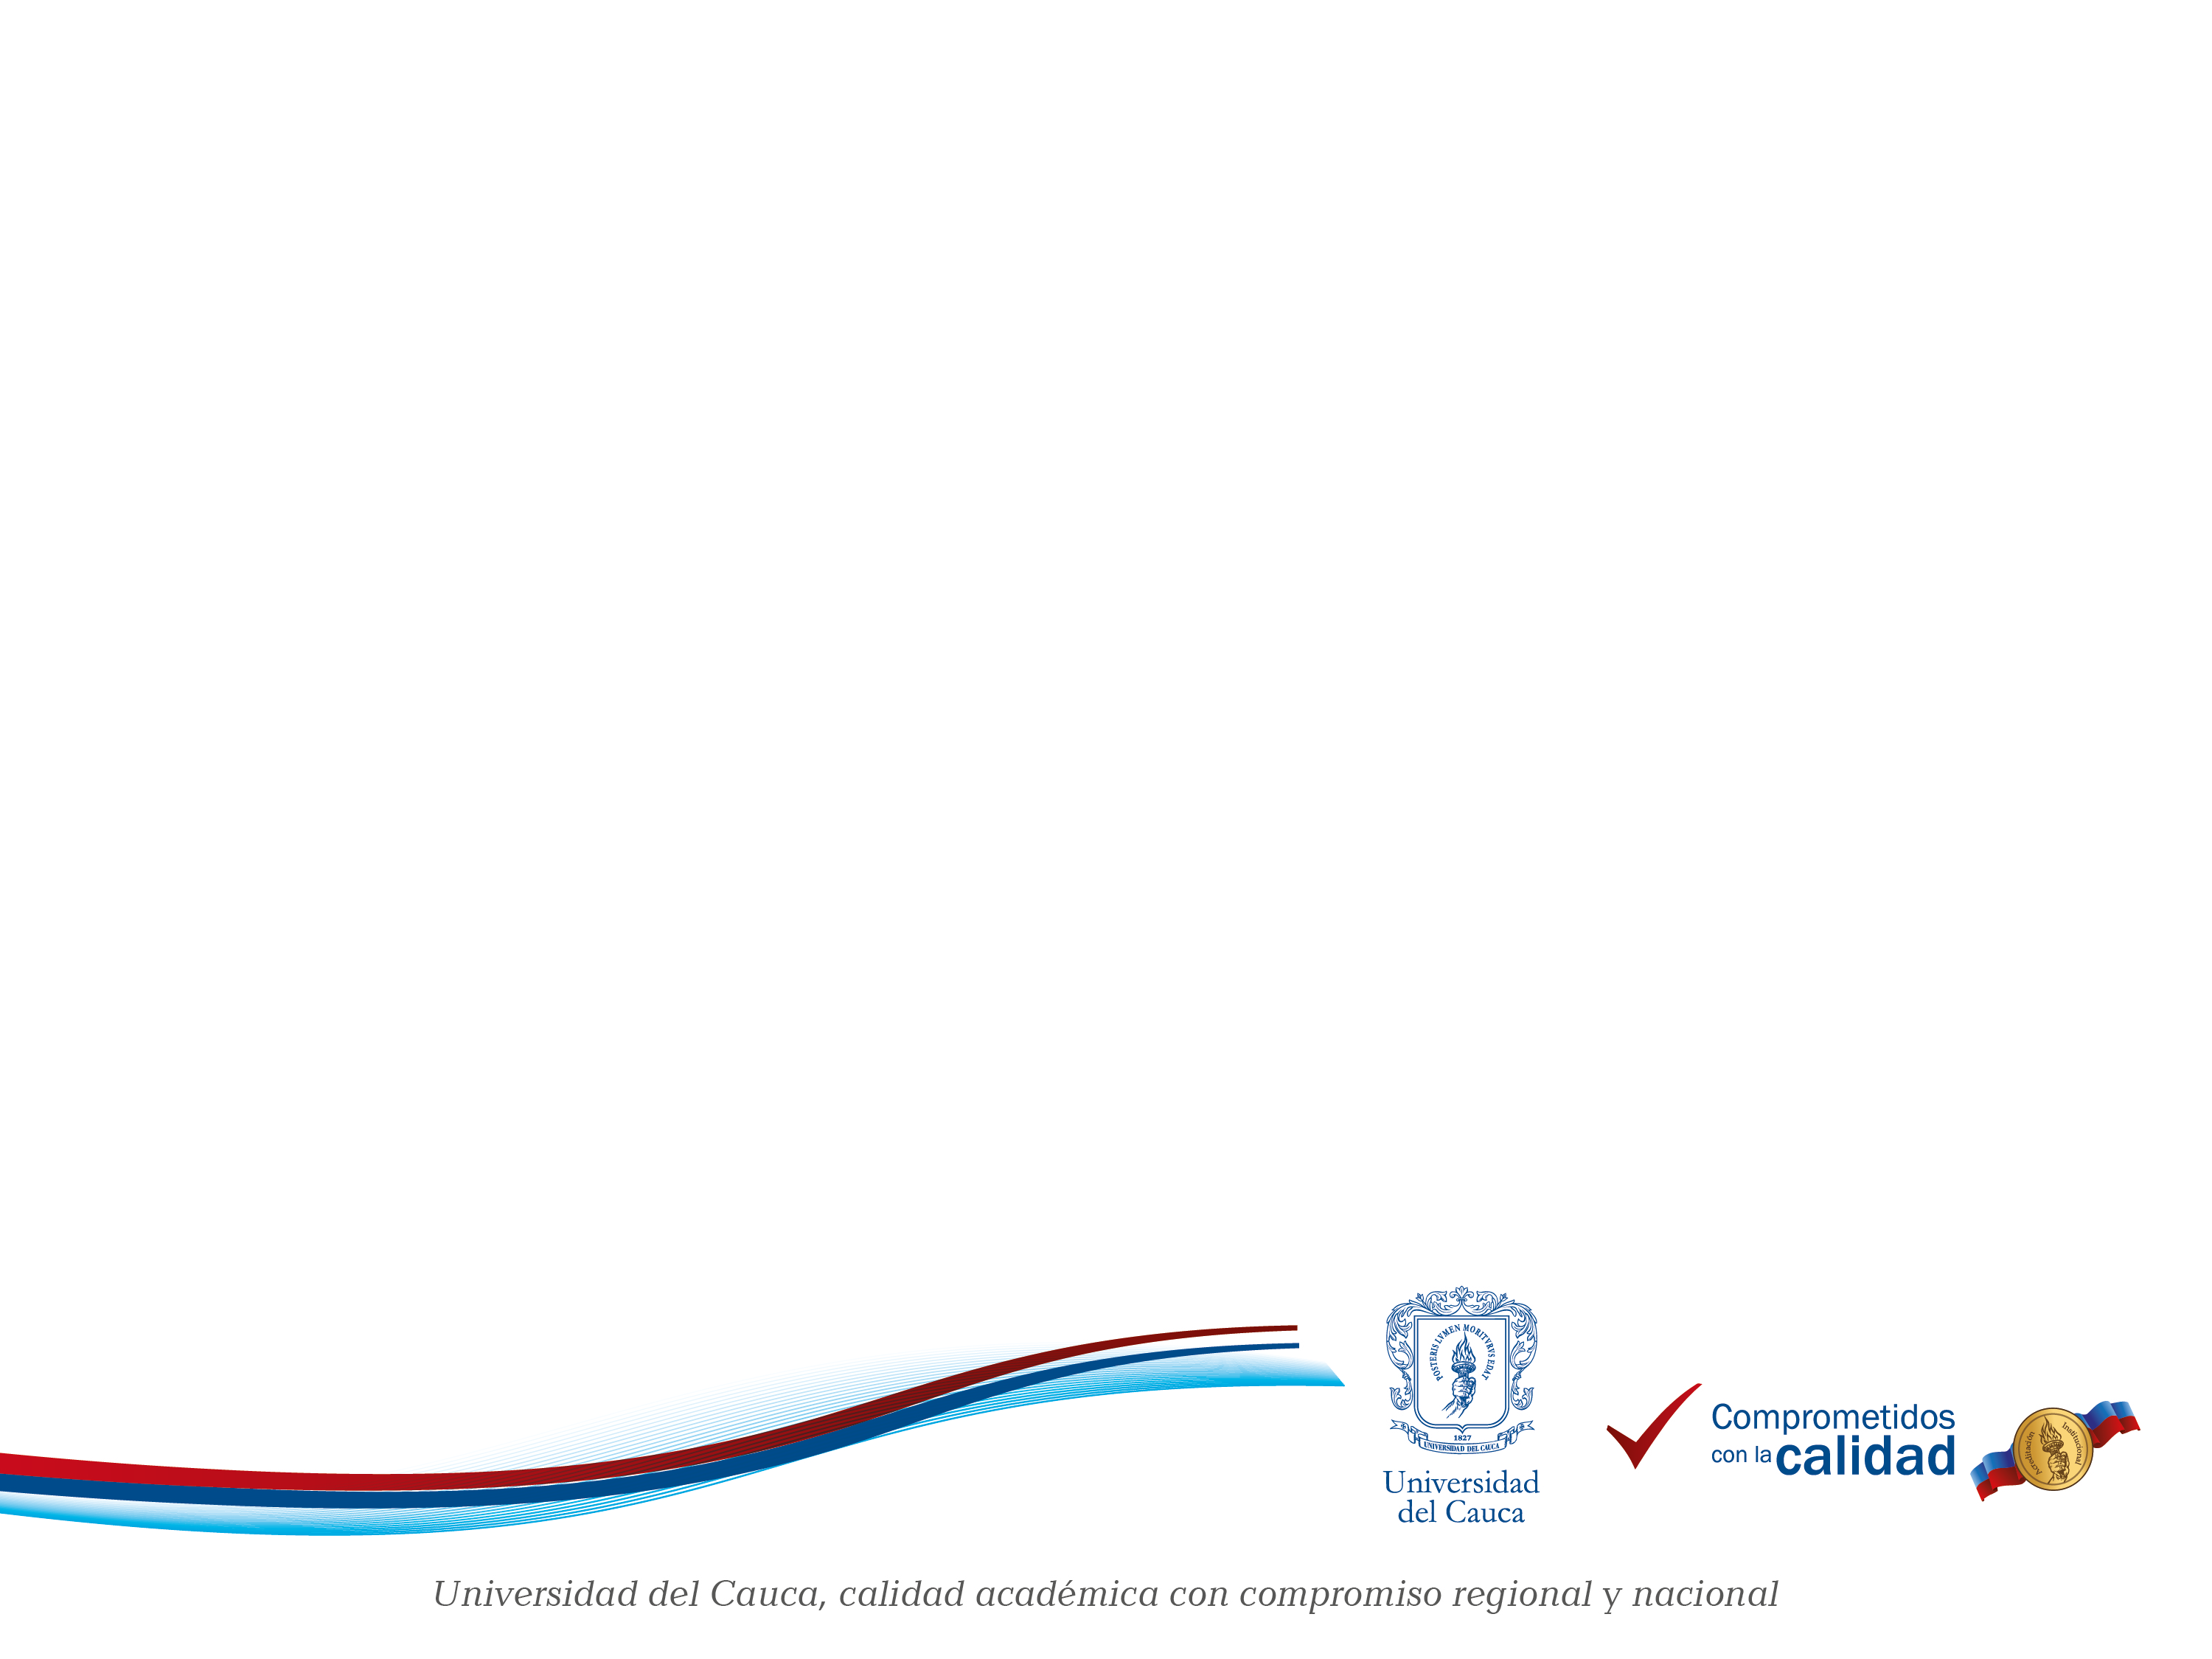 POSTERIS LVMEN MORITVRVS EDAT
1827
UNIVERSIDAD DEL CAUCA
Universidad
del Cauca
Comprometidos
con la calidad
Acreditación Institucional
Universidad del Cauca, calidad académica con compromiso regional y nacional